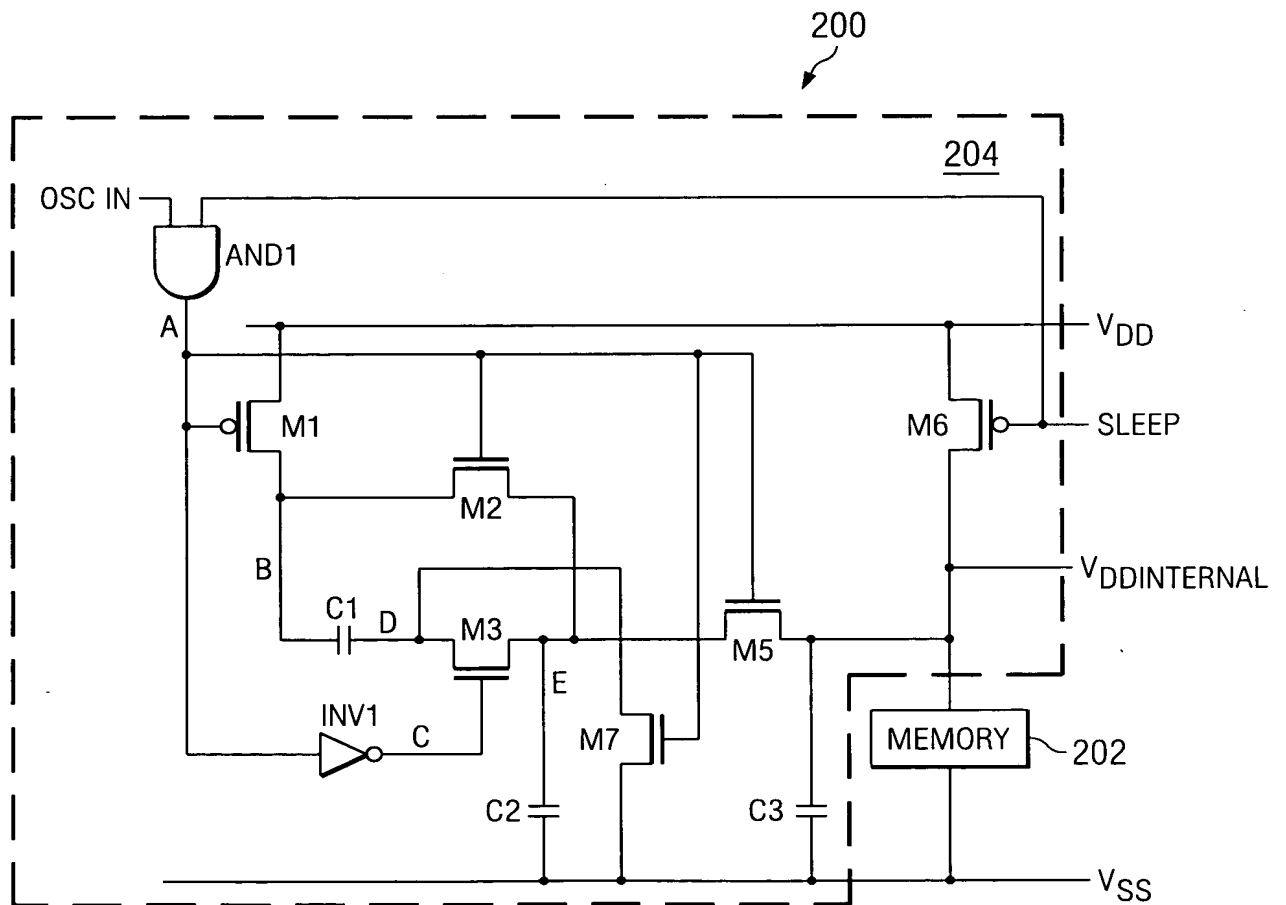 200
204
OSC IN
AND1
A
VDD
M1
M6
SLEEP
M2
B
VDDINTERNAL
C1
D
M3
M5
E
INV1
C
M7
MEMORY
202
C2
C3
VSS